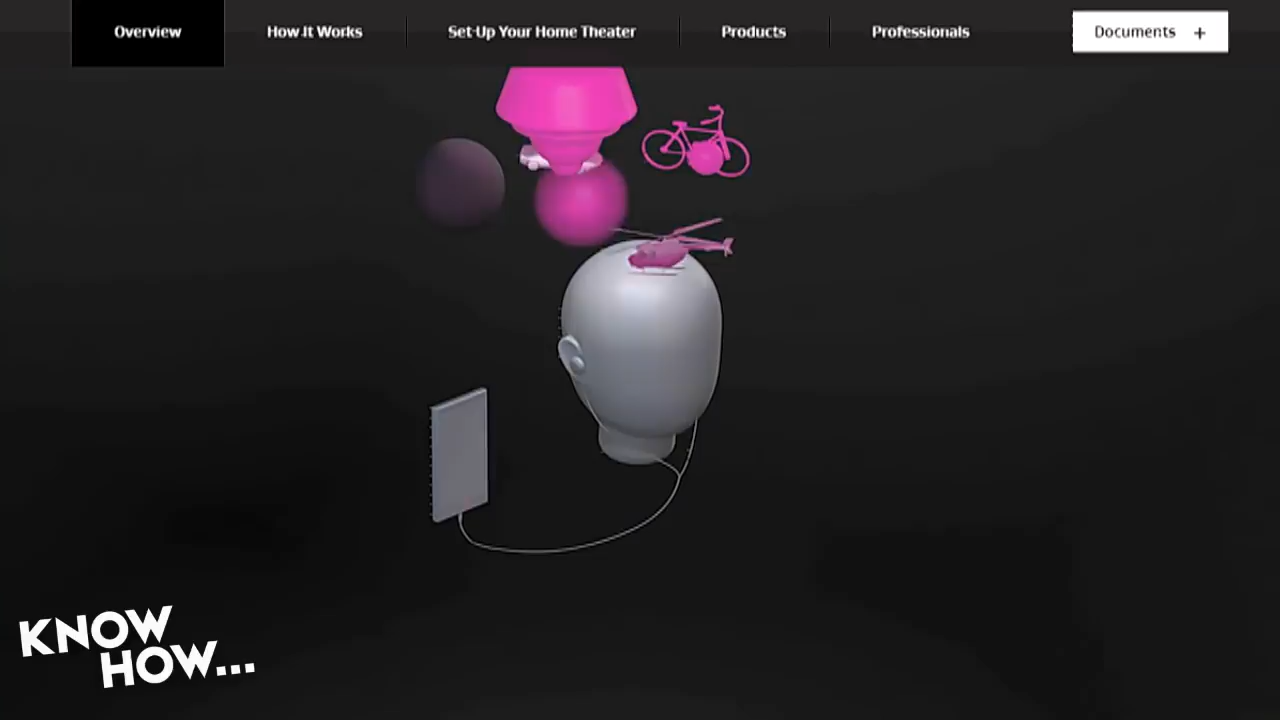 Overview
How It Works
Set-Up Your Home Theater
Products
Professionals
Documents +
KNOW
HOW...